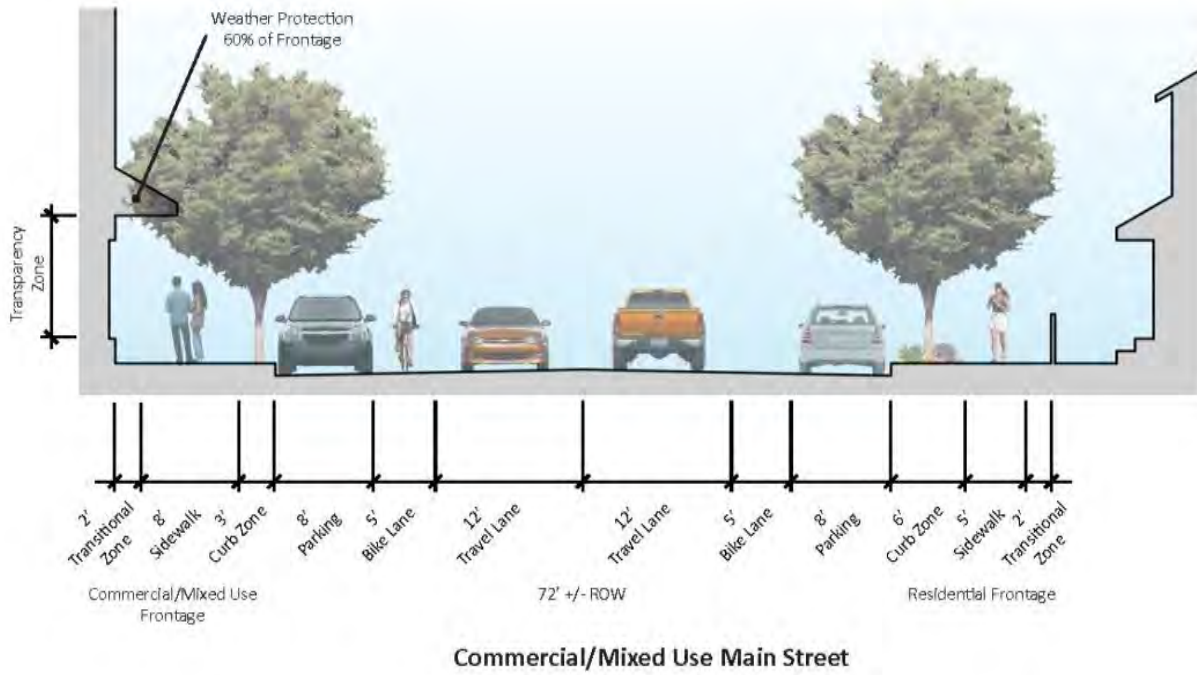 Weather Protection
60% of Frontage
Transparency
Zone
2'
Transitional
Zone
8'
Sidewalk
3'
Curb Zone
8'
Parking
5'
Bike Lane
12'
Travel Lane
12'
Travel Lane
5'
Bike Lane
8'
Parking
6'
Curb Zone
5'
Sidewalk
2'
Transitional
Zone
Commercial/Mixed Use
Frontage
72' +/- ROW
Residential Frontage
Commercial/Mixed Use Main Street